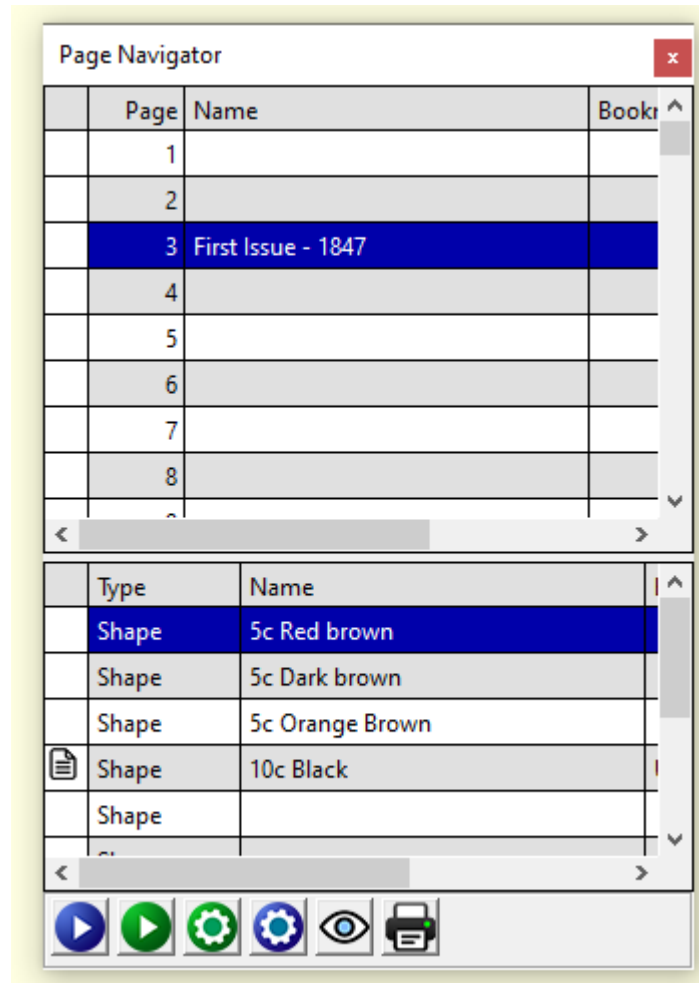 Page Navigator
x
Page Name
1
2
3 First Issue - 1847
4
5
6
7
8
Type Name
Shape 5c Red brown
Shape 5c Dark brown
Shape 5c Orange Brown
Shape 10c Black
Shape